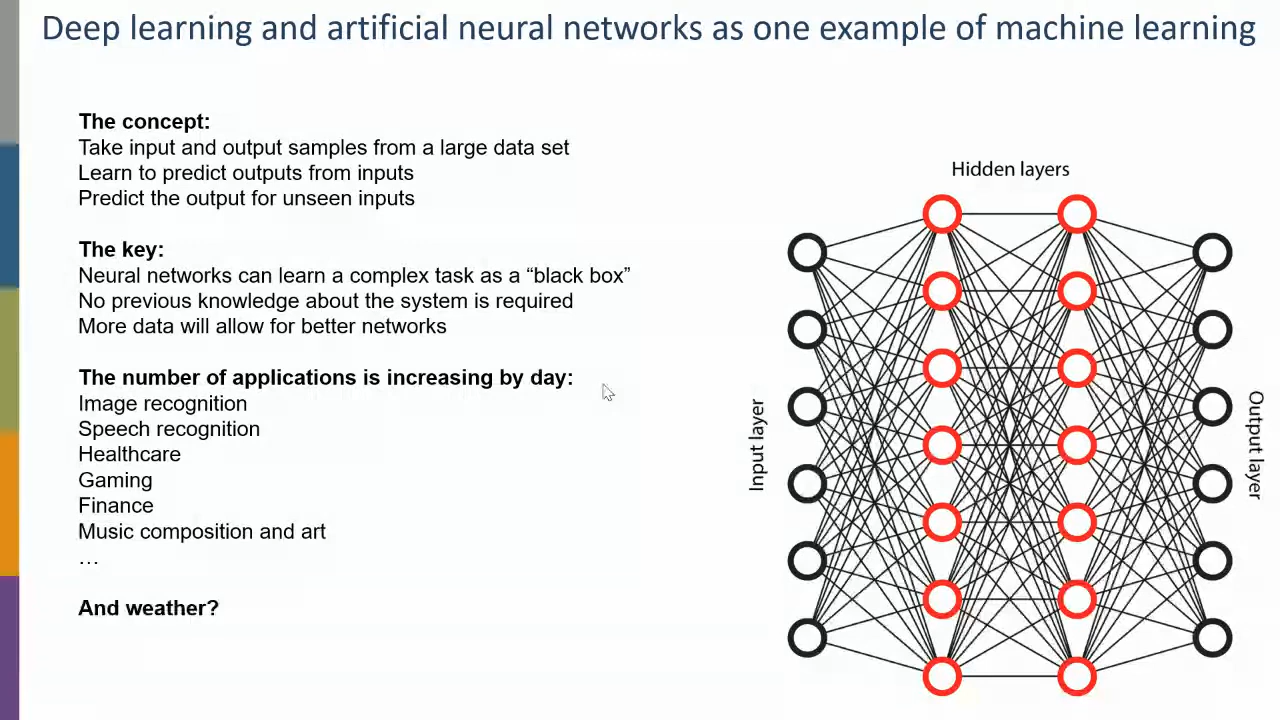 Deep learning and artificial neural networks as one example of machine learning
The concept:
Take input and output samples from a large data set
Learn to predict outputs from inputs
Predict the output for unseen inputs
The key:
Neural networks can learn a complex task as a “black box”
No previous knowledge about the system is required
More data will allow for better networks
The number of applications is increasing by day:
Image recognition
Speech recognition
Healthcare
Gaming
Finance
Music composition and art
…
And weather?
Hidden layers
Input layer
Output layer